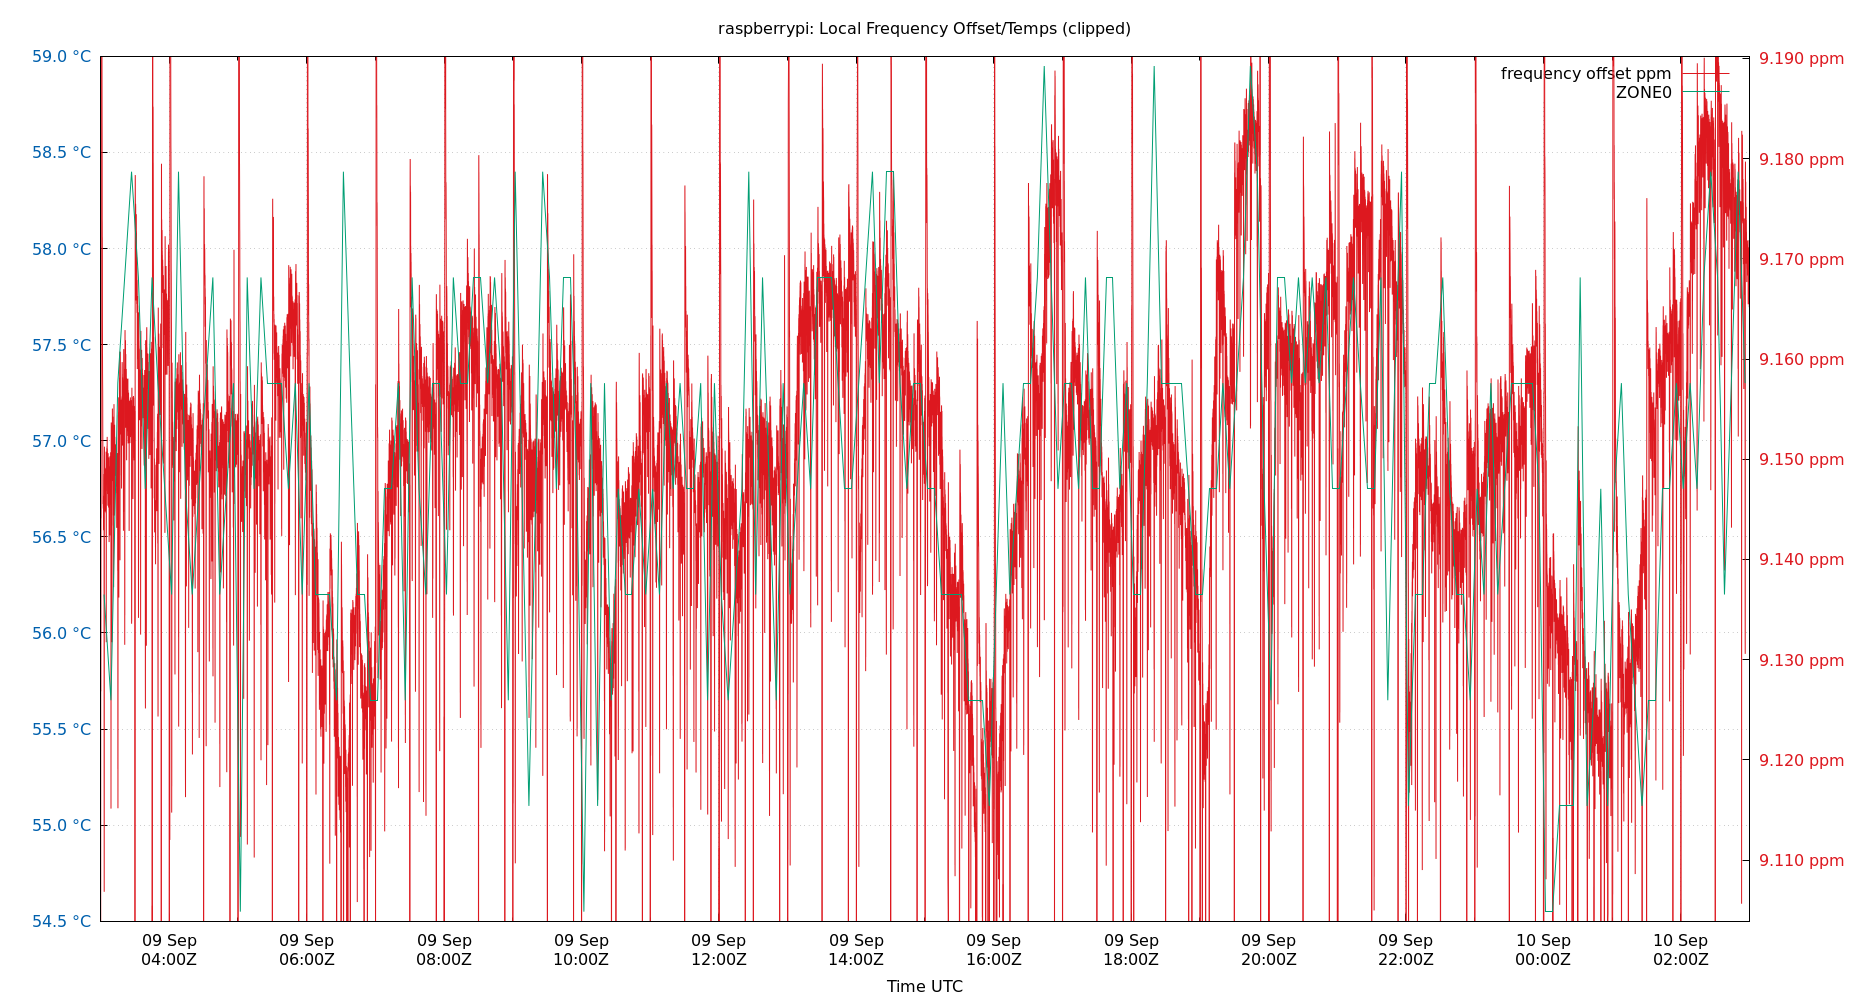 raspberrypi: Local Frequency Offset/Temps (clipped)
59.0 °C
58.5 °C
58.0 °C
57.5 °C
57.0 °C
56.5 °C
56.0 °C
55.5 °C
55.0 °C
54.5 °C
9.190 ppm
9.180 ppm
9.170 ppm
9.160 ppm
9.150 ppm
9.140 ppm
9.130 ppm
9.120 ppm
9.110 ppm
frequency offset ppm
ZONE0
09 Sep 09 Sep 09 Sep 09 Sep 09 Sep 09 Sep 09 Sep 09 Sep 09 Sep 09 Sep 10 Sep 10 Sep
04:00Z 06:00Z 08:00Z 10:00Z 12:00Z 14:00Z 16:00Z 18:00Z 20:00Z 22:00Z 00:00Z 02:00Z
Time UTC